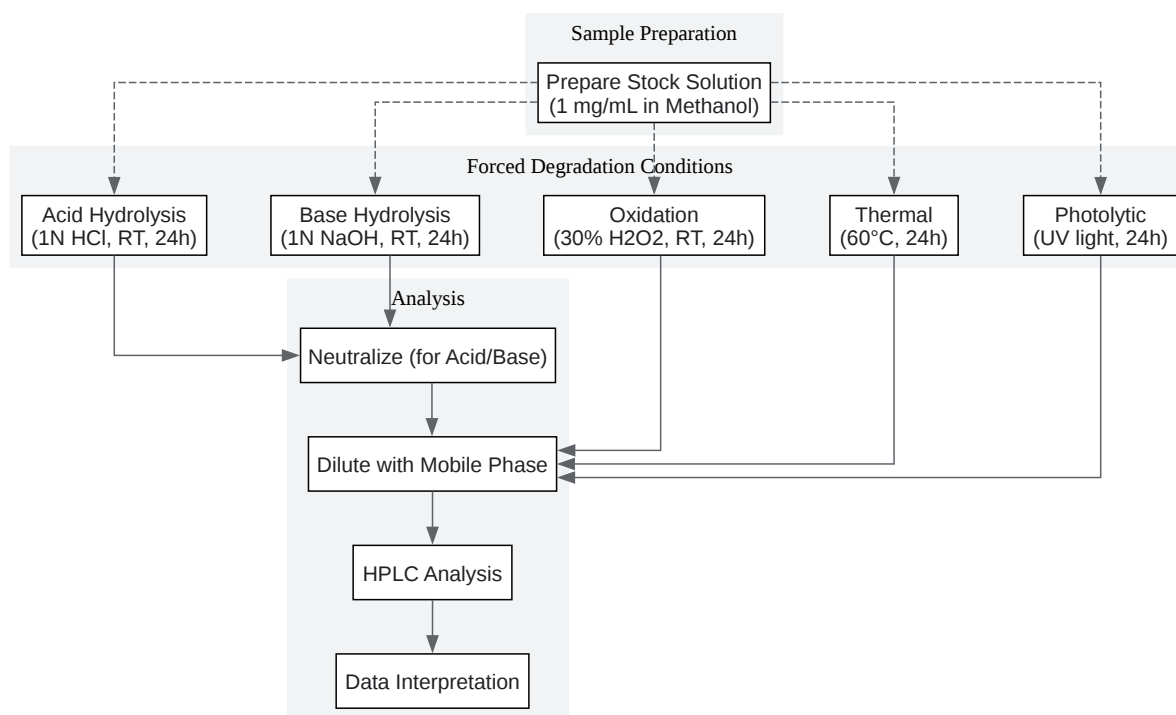 Sample Preparation
Prepare Stock Solution
(1 mg/mL in Methanol)
Forced Degradation Conditions
Acid Hydrolysis
(1N HCl, RT, 24h)
Base Hydrolysis
(1N NaOH, RT, 24h)
Oxidation
(30% H2O2, RT, 24h)
Thermal
(60°C, 24h)
Photolytic
(UV light, 24h)
Analysis
Neutralize (for Acid/Base)
Dilute with Mobile Phase
HPLC Analysis
Data Interpretation